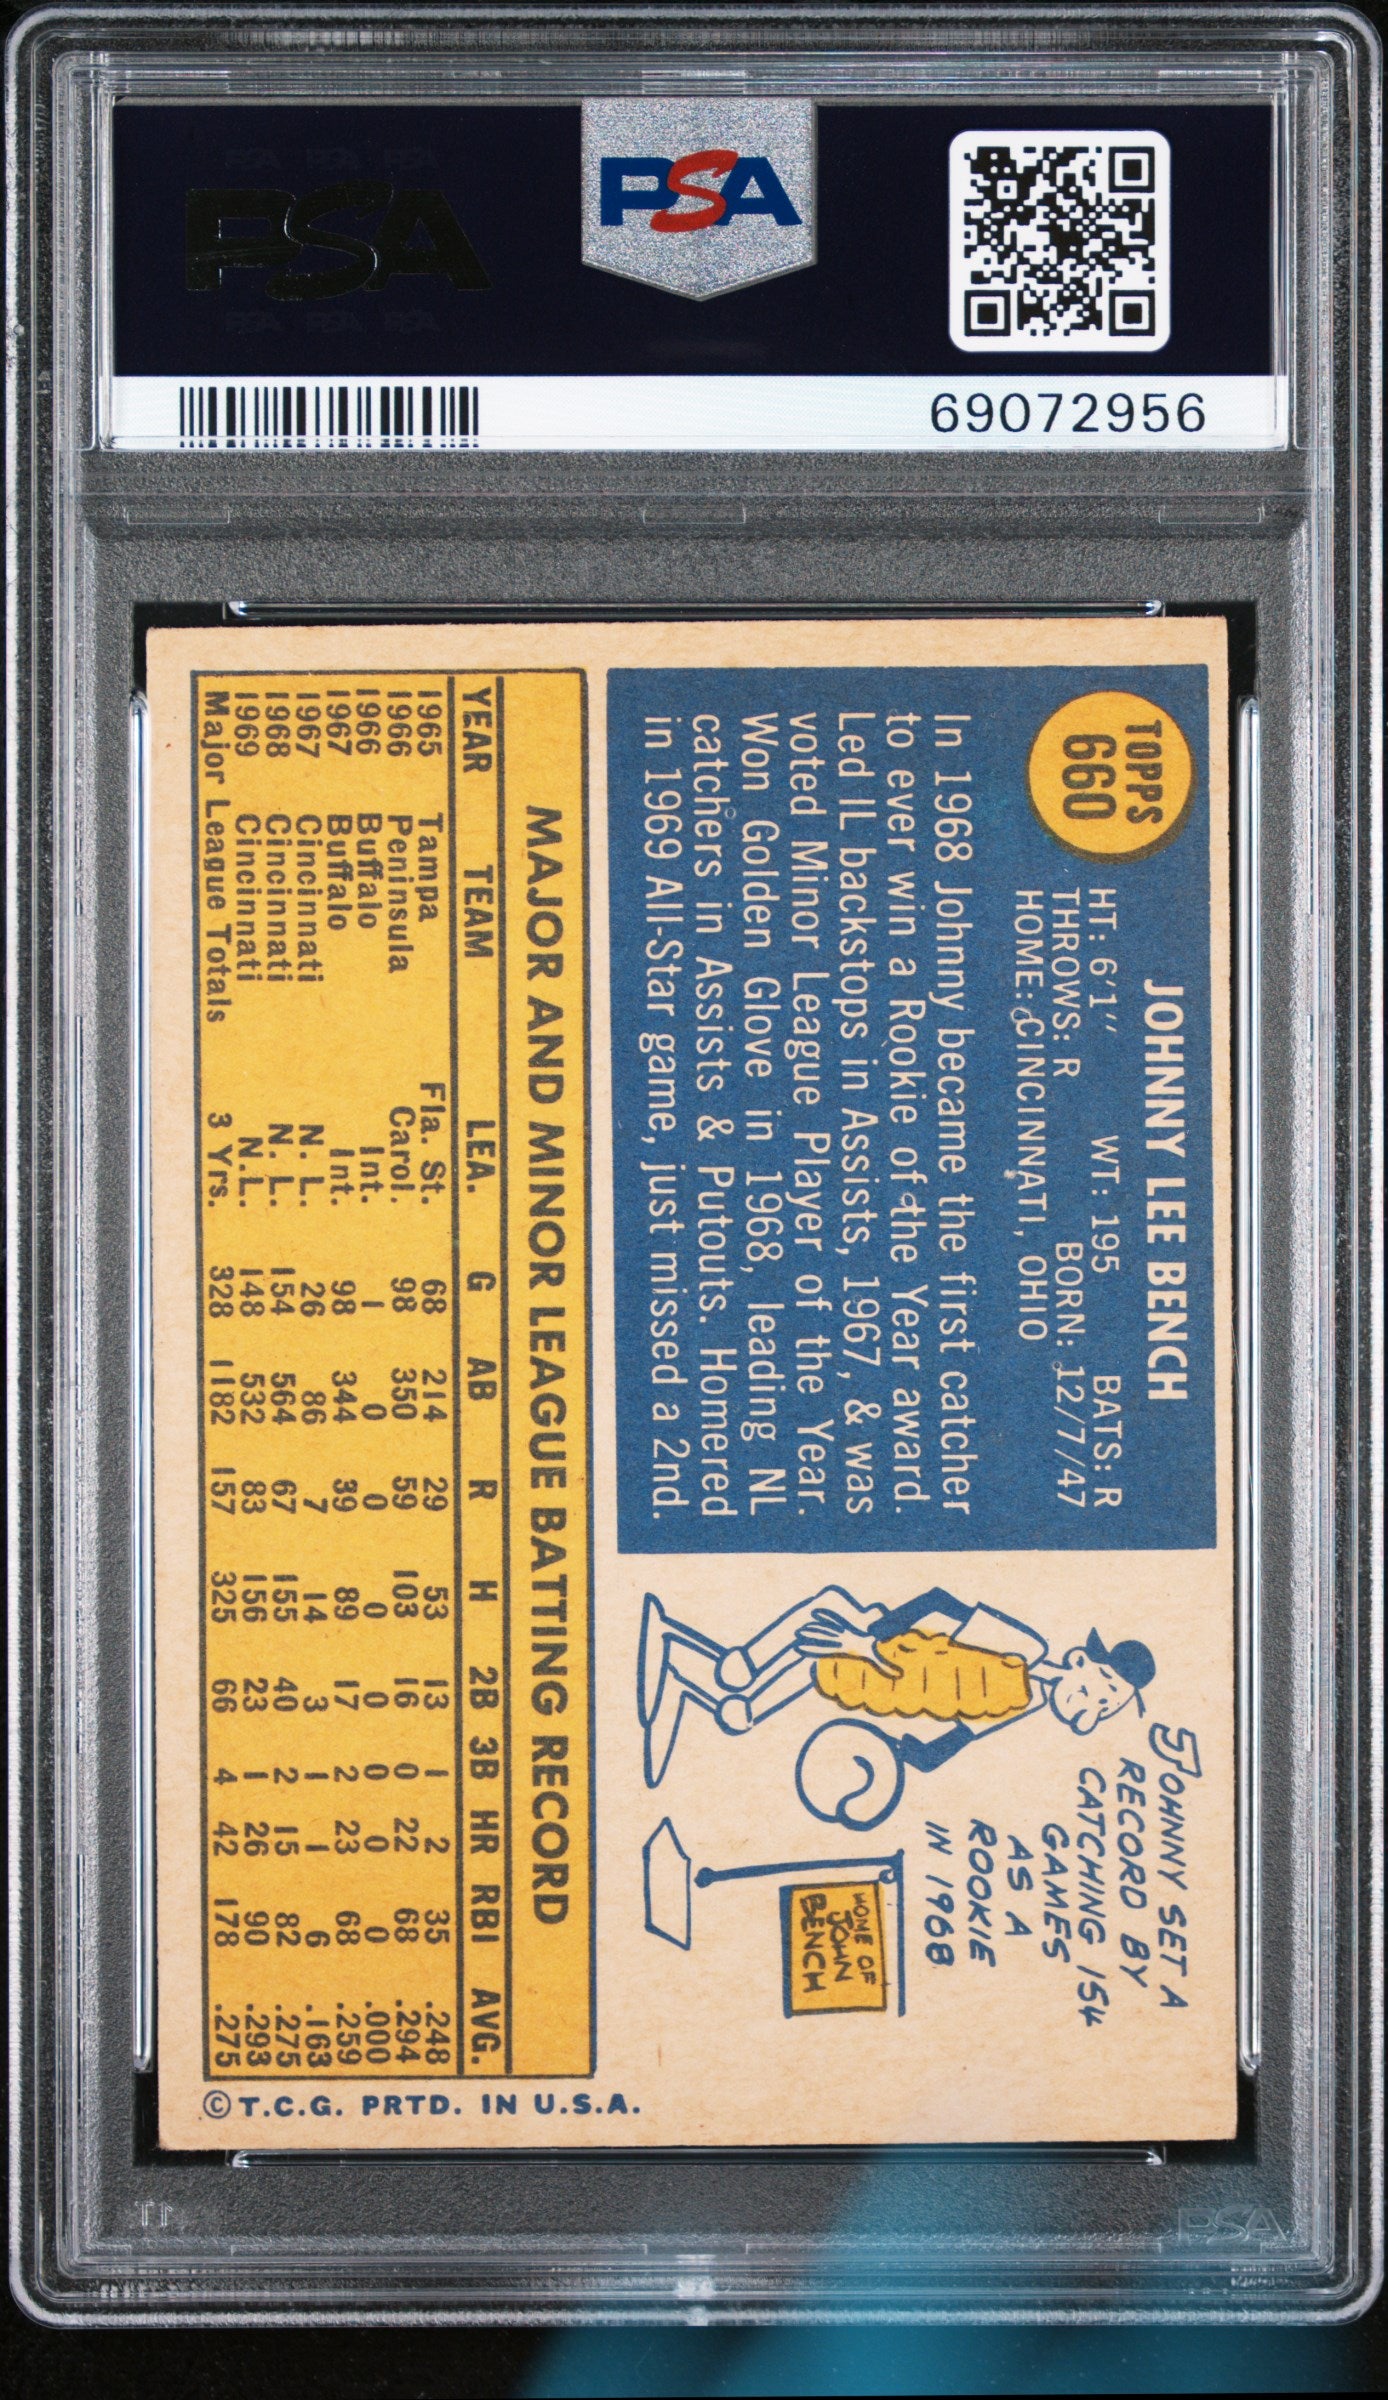 PSA PSA PSA
PSA
PSA PSA PSA
PSA
69072956
TOPPS
660
JOHNNY LEE BENCH
HT: 6'1" WT: 195 BATS: R
THROWS: R BORN: 12/7/47
HOME: CINCINNATI, OHIO
In 1968 Johnny became the first catcher
to ever win a Rookie of the Year award.
Led IL backstops in Assists, 1967, & was
voted Minor League Player of the Year.
Won Golden Glove in 1968, leading NL
catchers in Assists & Putouts. Homered
in 1969 All-Star game, just missed a 2nd.
JOHNNY SET A
RECORD BY
CATCHING 154
GAMES
AS A
ROOKIE
IN 1968
HOME OF
JOHN
BENCH
MAJOR AND MINOR LEAGUE BATTING RECORD
YEAR TEAM LEA. G AB R H 2B 3B HR RBI AVG.
1965 Tampa Fla. St. 68 214 29 53 13 1 2 35 .248
1966 Peninsula Carol. 98 350 59 103 16 0 22 68 .294
1966 Buffalo Int. 1 0 0 0 0 0 0 0 .000
1967 Buffalo Int. 98 344 39 89 17 2 23 68 .259
1967 Cincinnati N. L. 26 86 7 14 3 1 1 6 .163
1968 Cincinnati N. L. 154 564 67 155 40 2 15 82 .275
1969 Cincinnati N.L. 148 532 83 156 23 1 26 90 .293
Major League Totals 3 Yrs. 328 1182 157 325 66 4 42 178 .275
©T.C.G. PRTD. IN U.S.A.
PSA